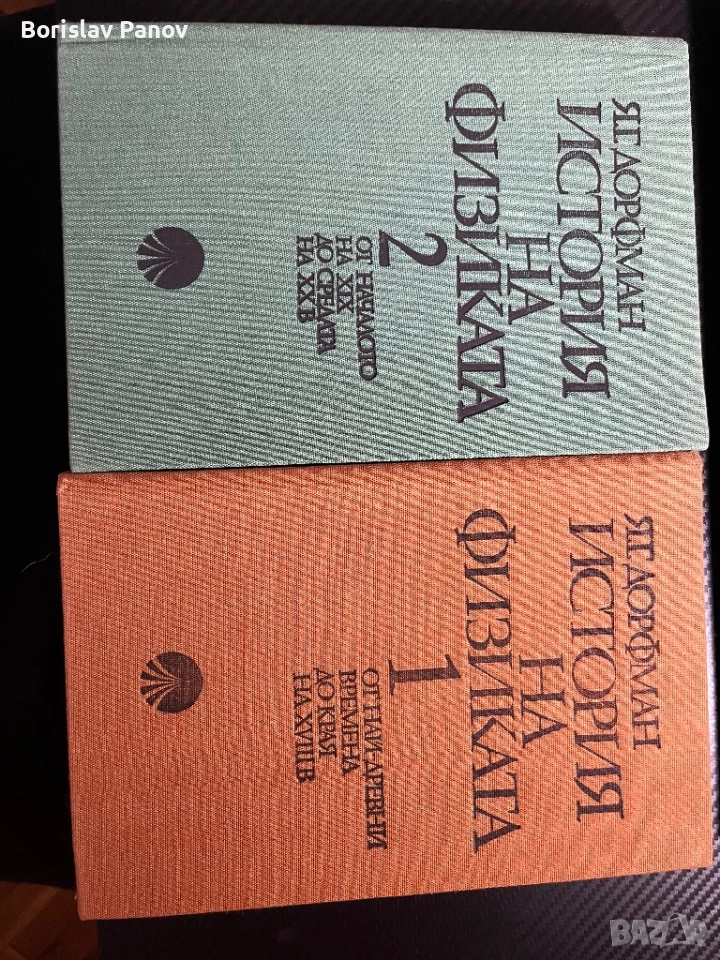 Borislav Panov
Я.Г. ДОРФМАН
ИСТОРИЯ
НА
ФИЗИКАТА
2
ОТ НАЧАЛОТО
НА XIX
ДО СРЕДАТА
НА XX В
Я.Г. ДОРФМАН
ИСТОРИЯ
НА
ФИЗИКАТА
1
ОТ НАЙ-ДРЕВНИ
ВРЕМЕНА
ДО КРАЯ
НА XVIII В
BAZAR